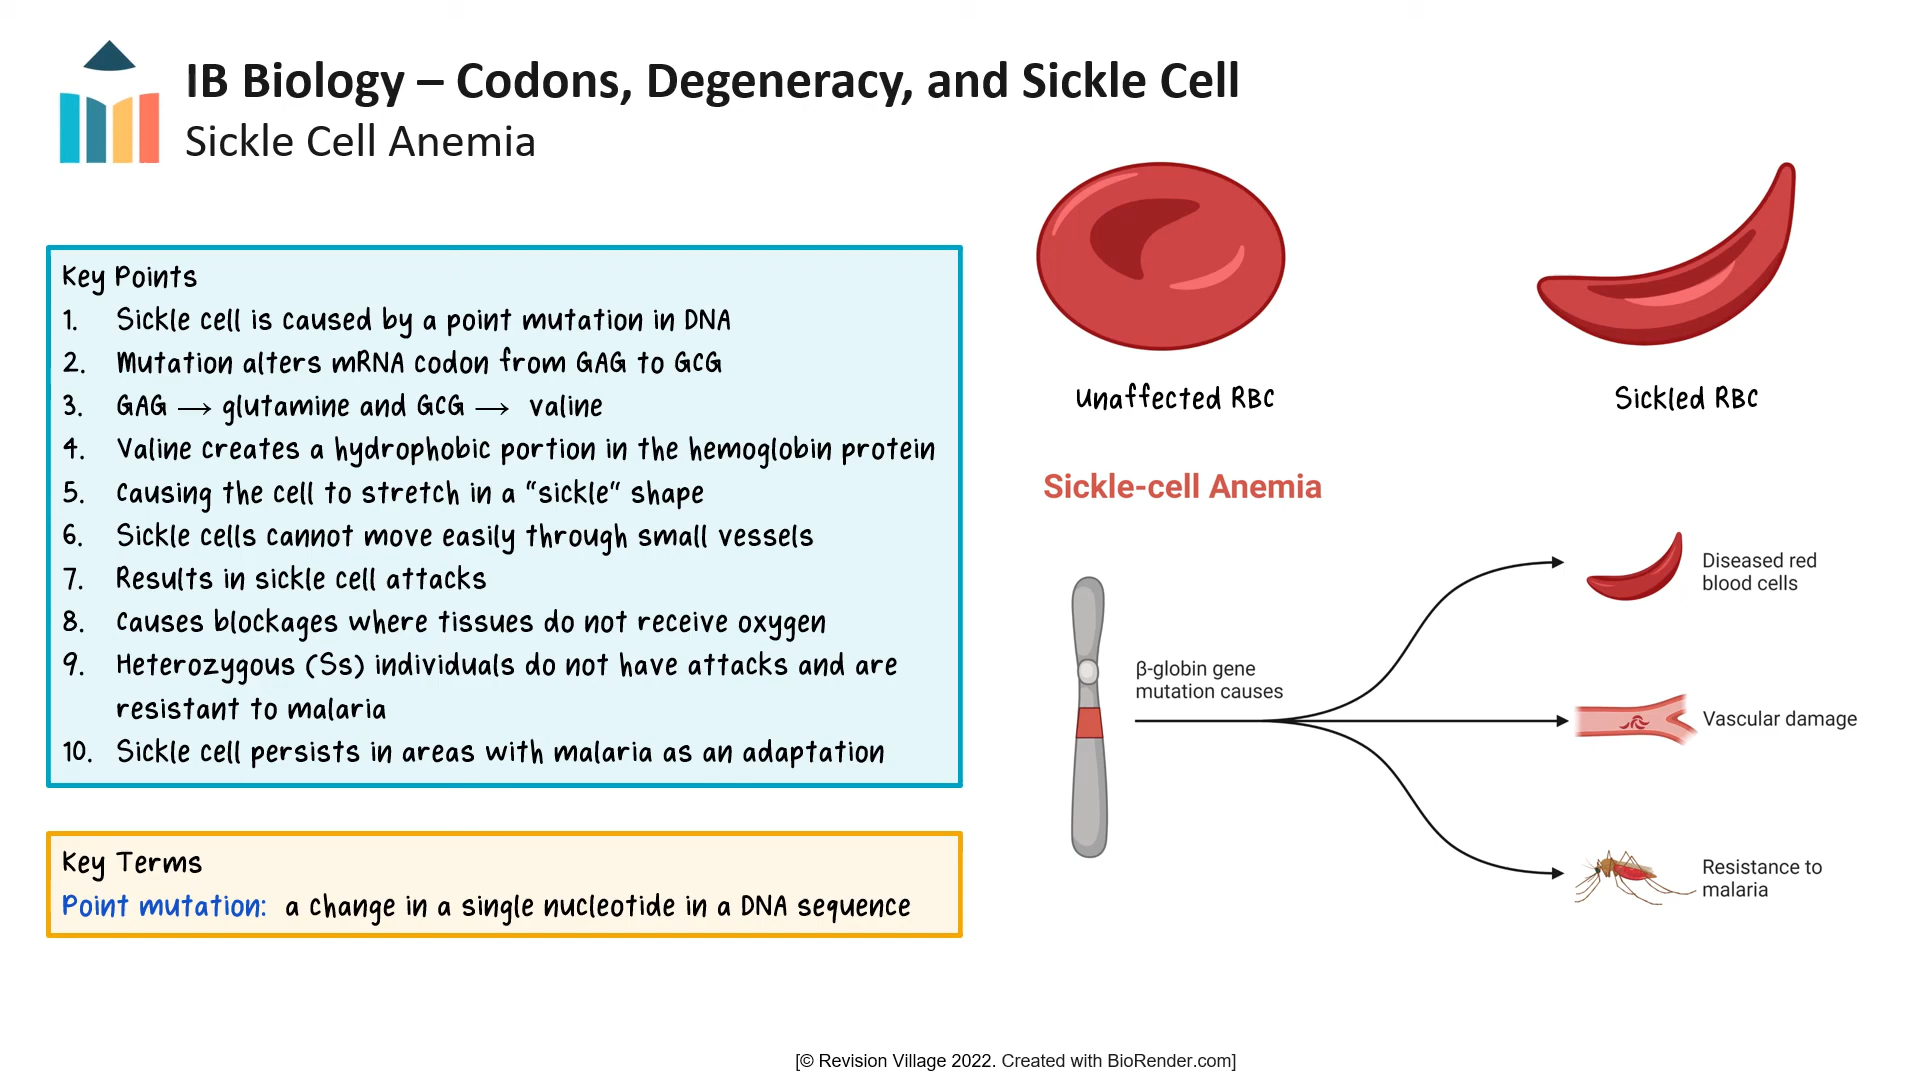 IB Biology – Codons, Degeneracy, and Sickle Cell
Sickle Cell Anemia
Key Points
1. Sickle cell is caused by a point mutation in DNA
2. Mutation alters mRNA codon from GAG to GCG
3. GAG → glutamine and GCG → valine
4. Valine creates a hydrophobic portion in the hemoglobin protein
5. Causing the cell to stretch in a "sickle" shape
6. Sickle cells cannot move easily through small vessels
7. Results in sickle cell attacks
8. Causes blockages where tissues do not receive oxygen
9. Heterozygous (Ss) individuals do not have attacks and are
resistant to malaria
10. Sickle cell persists in areas with malaria as an adaptation
Key Terms
Point mutation: a change in a single nucleotide in a DNA sequence
Unaffected RBC
Sickled RBC
Sickle-cell Anemia
β-globin gene
mutation causes
Diseased red
blood cells
Vascular damage
Resistance to
malaria
[© Revision Village 2022. Created with BioRender.com]